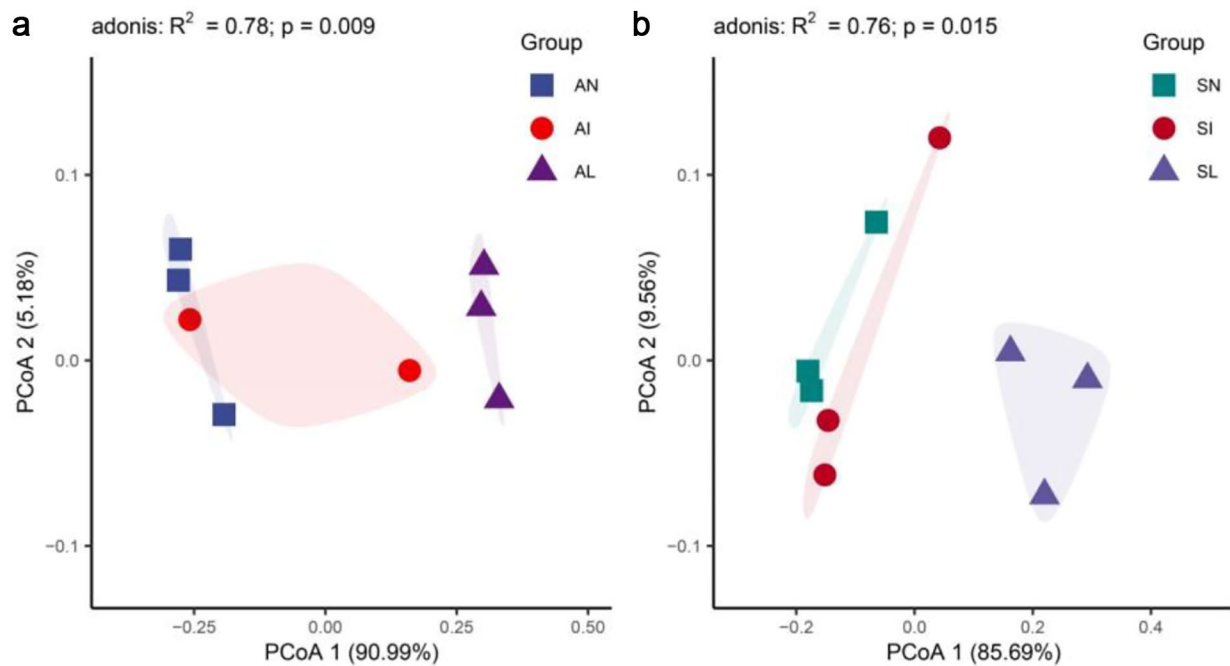 a
adonis: R² = 0.78; p = 0.009
Group
AN
AI
AL
0.1
0.0
−0.1
PCoA 2 (5.18%)
−0.25
0.00
0.25
0.50
PCoA 1 (90.99%)
b
adonis: R² = 0.76; p = 0.015
Group
SN
SI
SL
0.1
0.0
−0.1
PCoA 2 (9.56%)
−0.2
0.0
0.2
0.4
PCoA 1 (85.69%)